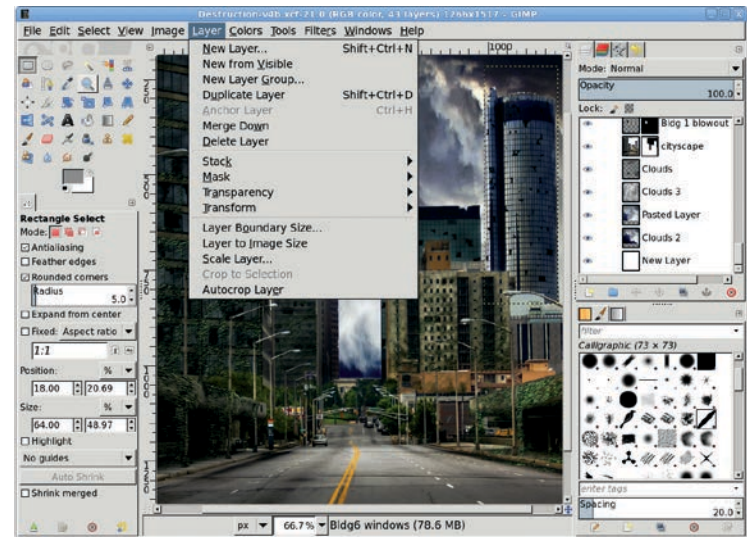 Destruction-v4b.xcf-21.0 (RGB color, 43 layers) 1266x1517 – GIMP
File Edit Select View Image Layer Colors Tools Filters Windows Help
New Layer... Shift+Ctrl+N
New from Visible
New Layer Group...
Duplicate Layer Shift+Ctrl+D
Anchor Layer Ctrl+H
Merge Down
Delete Layer
Stack
Mask
Transparency
Transform
Layer Boundary Size...
Layer to Image Size
Scale Layer...
Crop to Selection
Autocrop Layer
1000
Rectangle Select
Mode:
Antialiasing
Feather edges
Rounded corners
Radius
5.0
Expand from center
Fixed: Aspect ratio
1:1
Position: %
18.00 20.69
Size: %
64.00 48.97
Highlight
No guides
Auto Shrink
Shrink merged
px 66.7% Bldg6 windows (78.6 MB)
Mode: Normal
Opacity
100.0
Lock:
Bldg 1 blowout
cityscape
Clouds
Clouds 3
Pasted Layer
Clouds 2
New Layer
filter
Calligraphic (73 × 73)
enter tags
Spacing
20.0